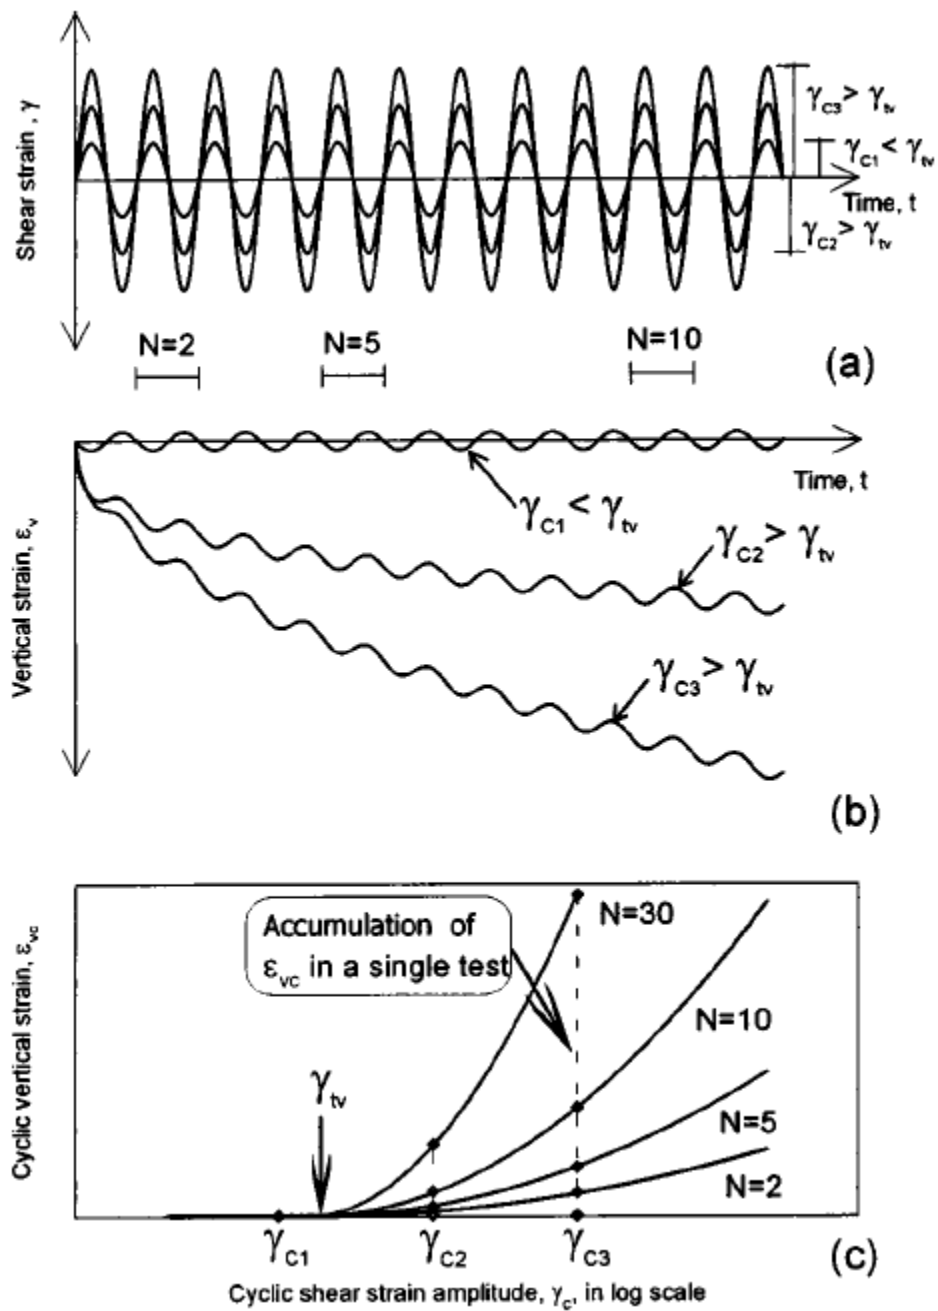 Shear strain , γ
γc3 > γtv
γc1 < γtv
Time, t
γc2 > γtv
N=2
N=5
N=10
(a)
Time, t
γc1 < γtv
γc2 > γtv
Vertical strain, εv
γc3 > γtv
(b)
Accumulation of
εvc in a single test
N=30
N=10
γtv
N=5
N=2
Cyclic vertical strain, εvc
γc1
γc2
γc3
(c)
Cyclic shear strain amplitude, γc, in log scale